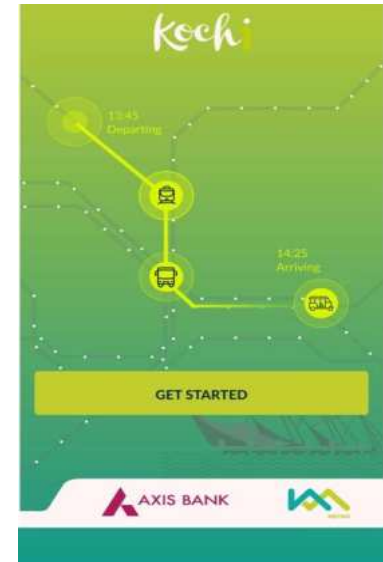 Kochi
13:45
Departing
14:25
Arriving
GET STARTED
AXIS BANK